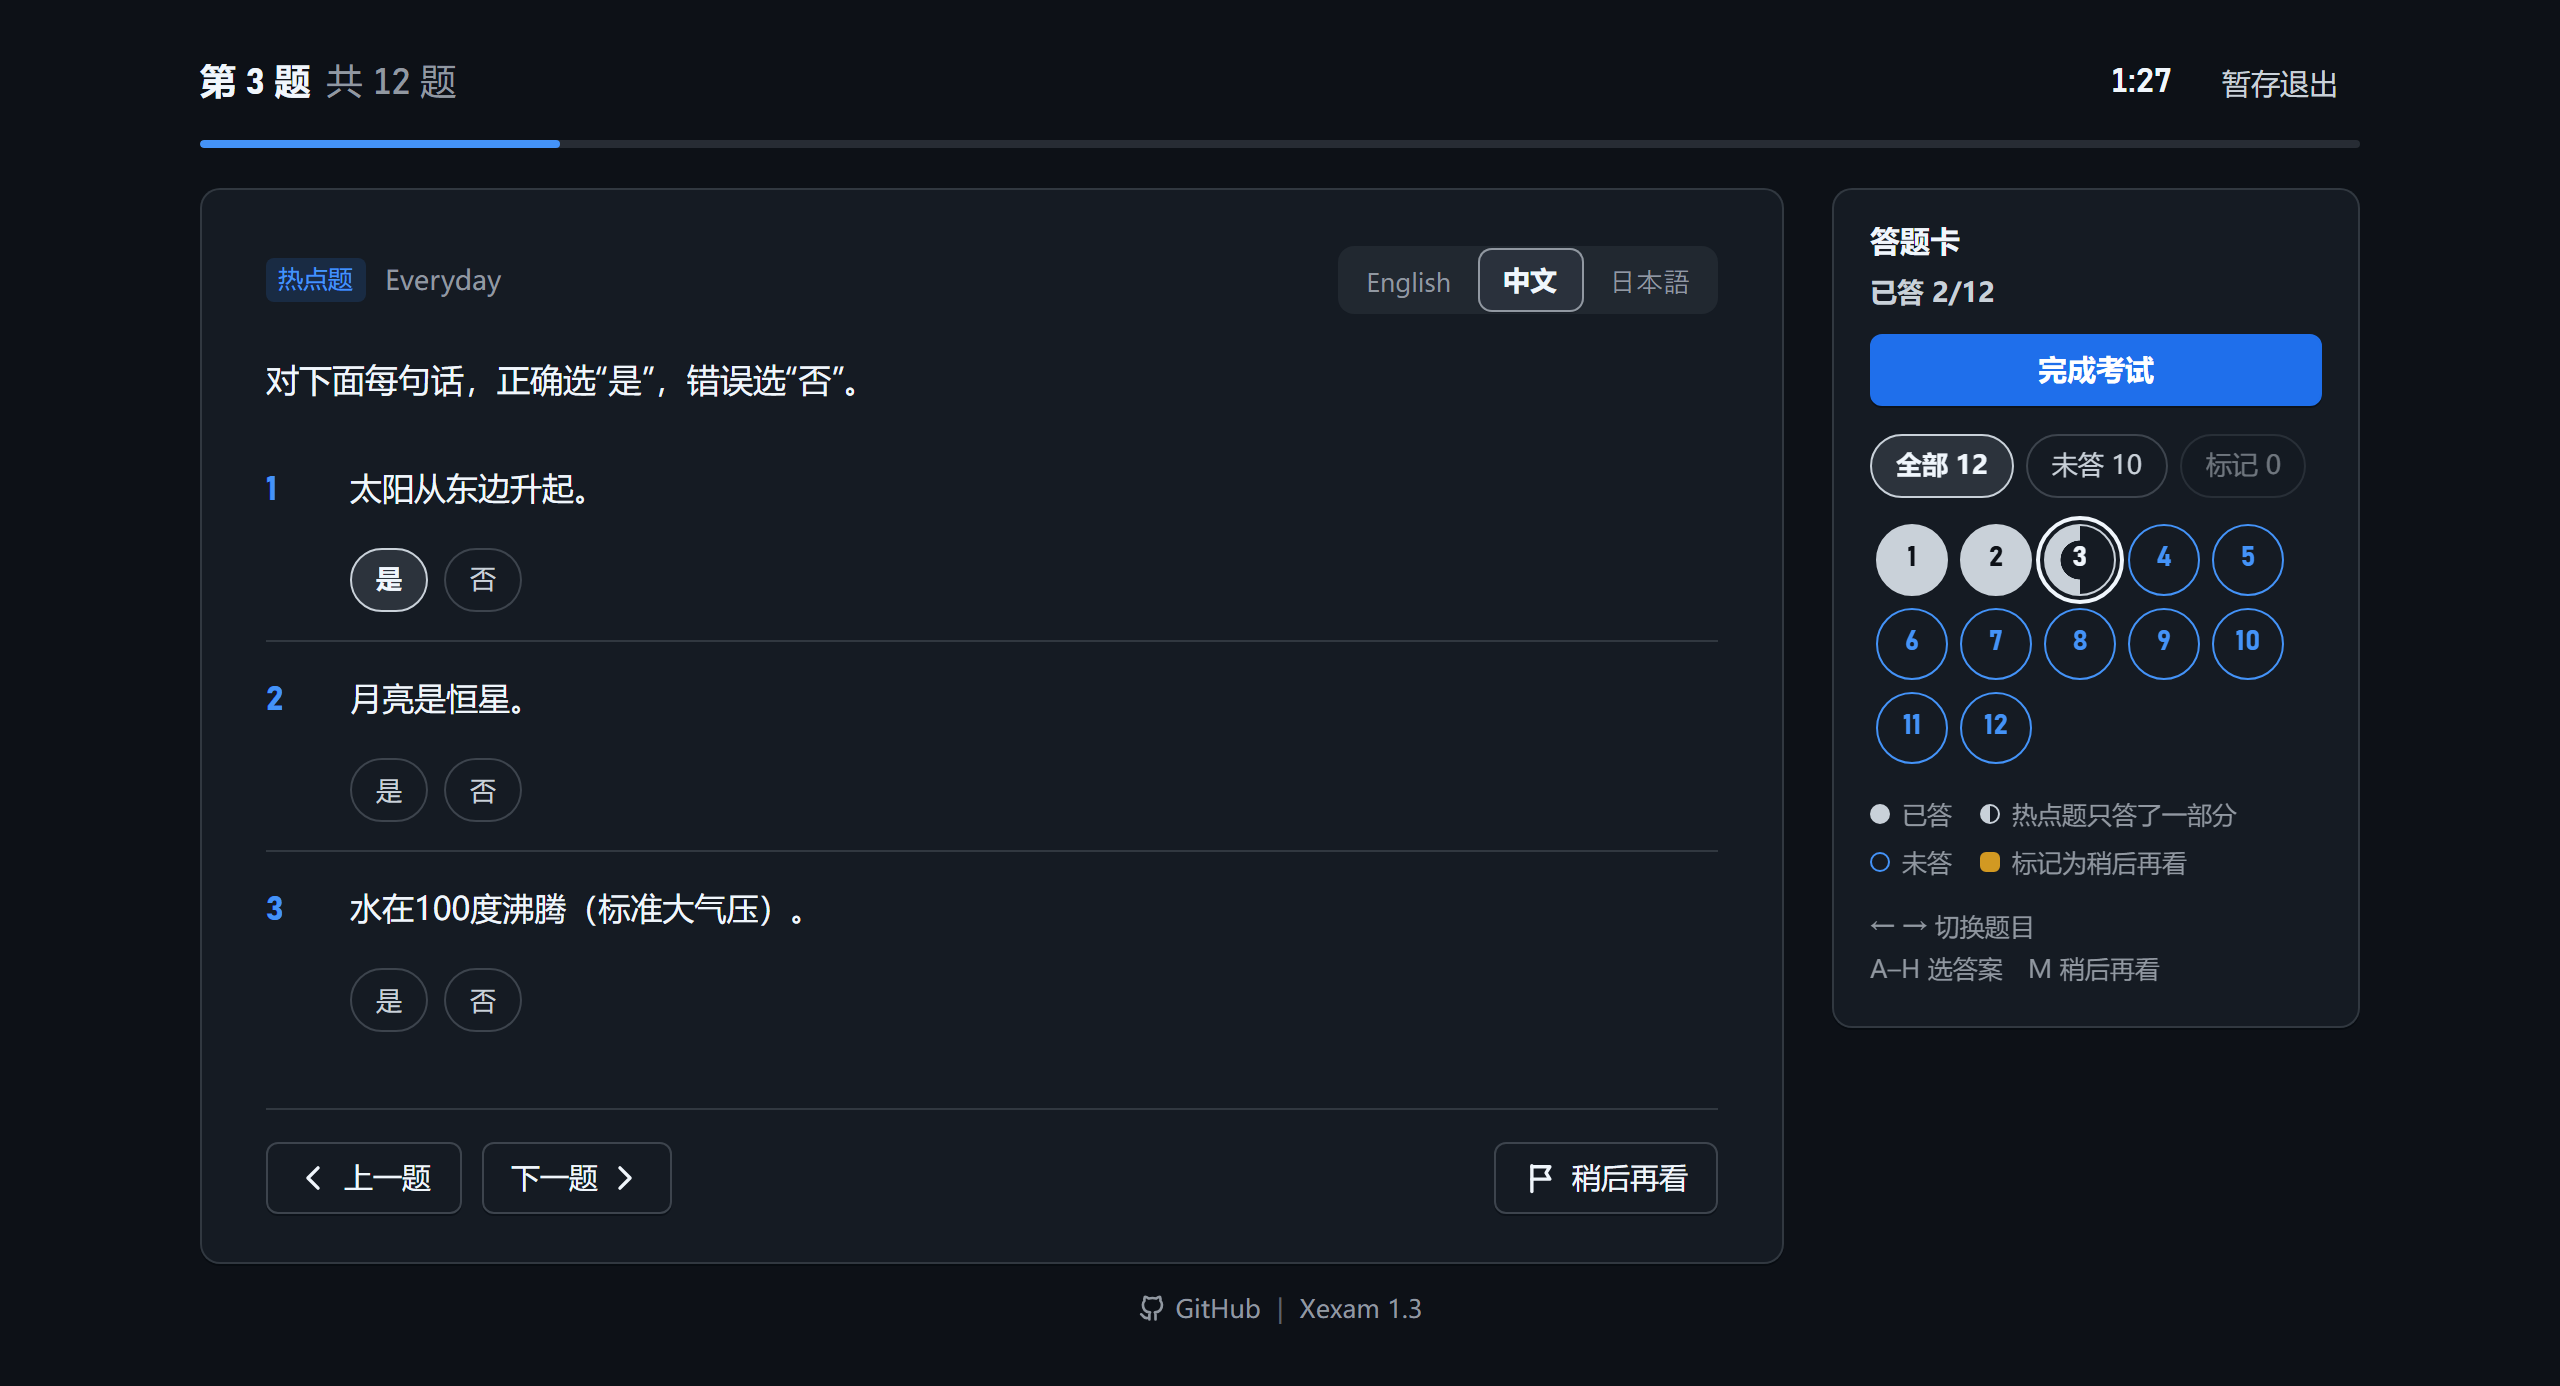 第 3 题 共 12 题
1:27 暂存退出
热点题 Everyday
English 中文 日本語
对下面每句话，正确选“是”，错误选“否”。
1 太阳从东边升起。
是 否
2 月亮是恒星。
是 否
3 水在100度沸腾（标准大气压）。
是 否
上一题 下一题 稍后再看
答题卡
已答 2/12
完成考试
全部 12 未答 10 标记 0
1 2 3 4 5
6 7 8 9 10
11 12
已答 热点题只答了一部分
未答 标记为稍后再看
← → 切换题目
A–H 选答案 M 稍后再看
GitHub | Xexam 1.3